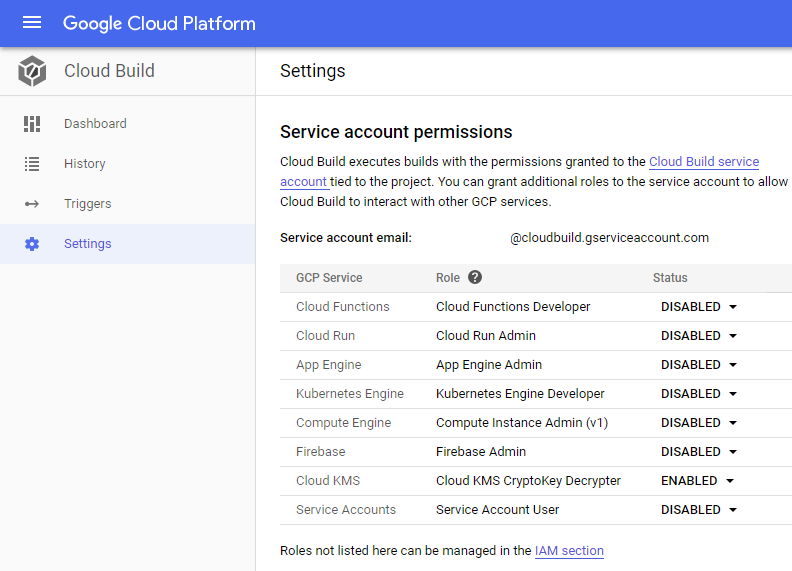 Google Cloud Platform
Cloud Build
Settings
Dashboard
History
Triggers
Settings
Service account permissions
Cloud Build executes builds with the permissions granted to the Cloud Build service
account tied to the project. You can grant additional roles to the service account to allow
Cloud Build to interact with other GCP services.
Service account email: @cloudbuild.gserviceaccount.com
GCP Service Role ? Status
Cloud Functions Cloud Functions Developer DISABLED
Cloud Run Cloud Run Admin DISABLED
App Engine App Engine Admin DISABLED
Kubernetes Engine Kubernetes Engine Developer DISABLED
Compute Engine Compute Instance Admin (v1) DISABLED
Firebase Firebase Admin DISABLED
Cloud KMS Cloud KMS CryptoKey Decrypter ENABLED
Service Accounts Service Account User DISABLED
Roles not listed here can be managed in the IAM section